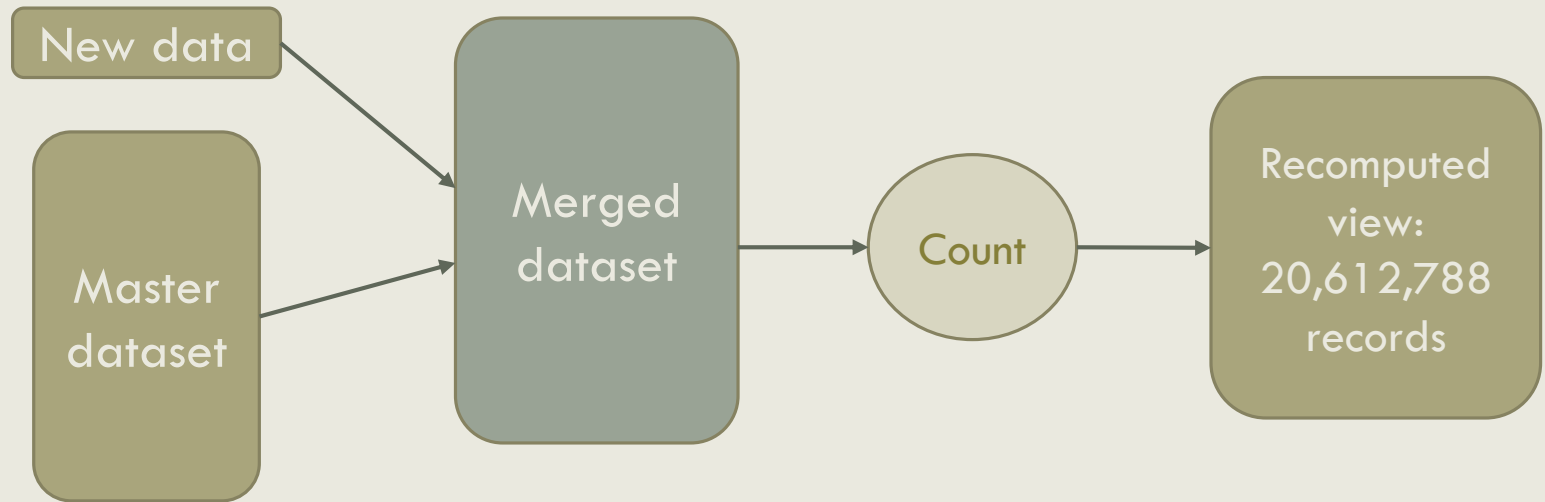 New data
Master
dataset
Merged
dataset
Count
Recomputed
view:
20,612,788
records